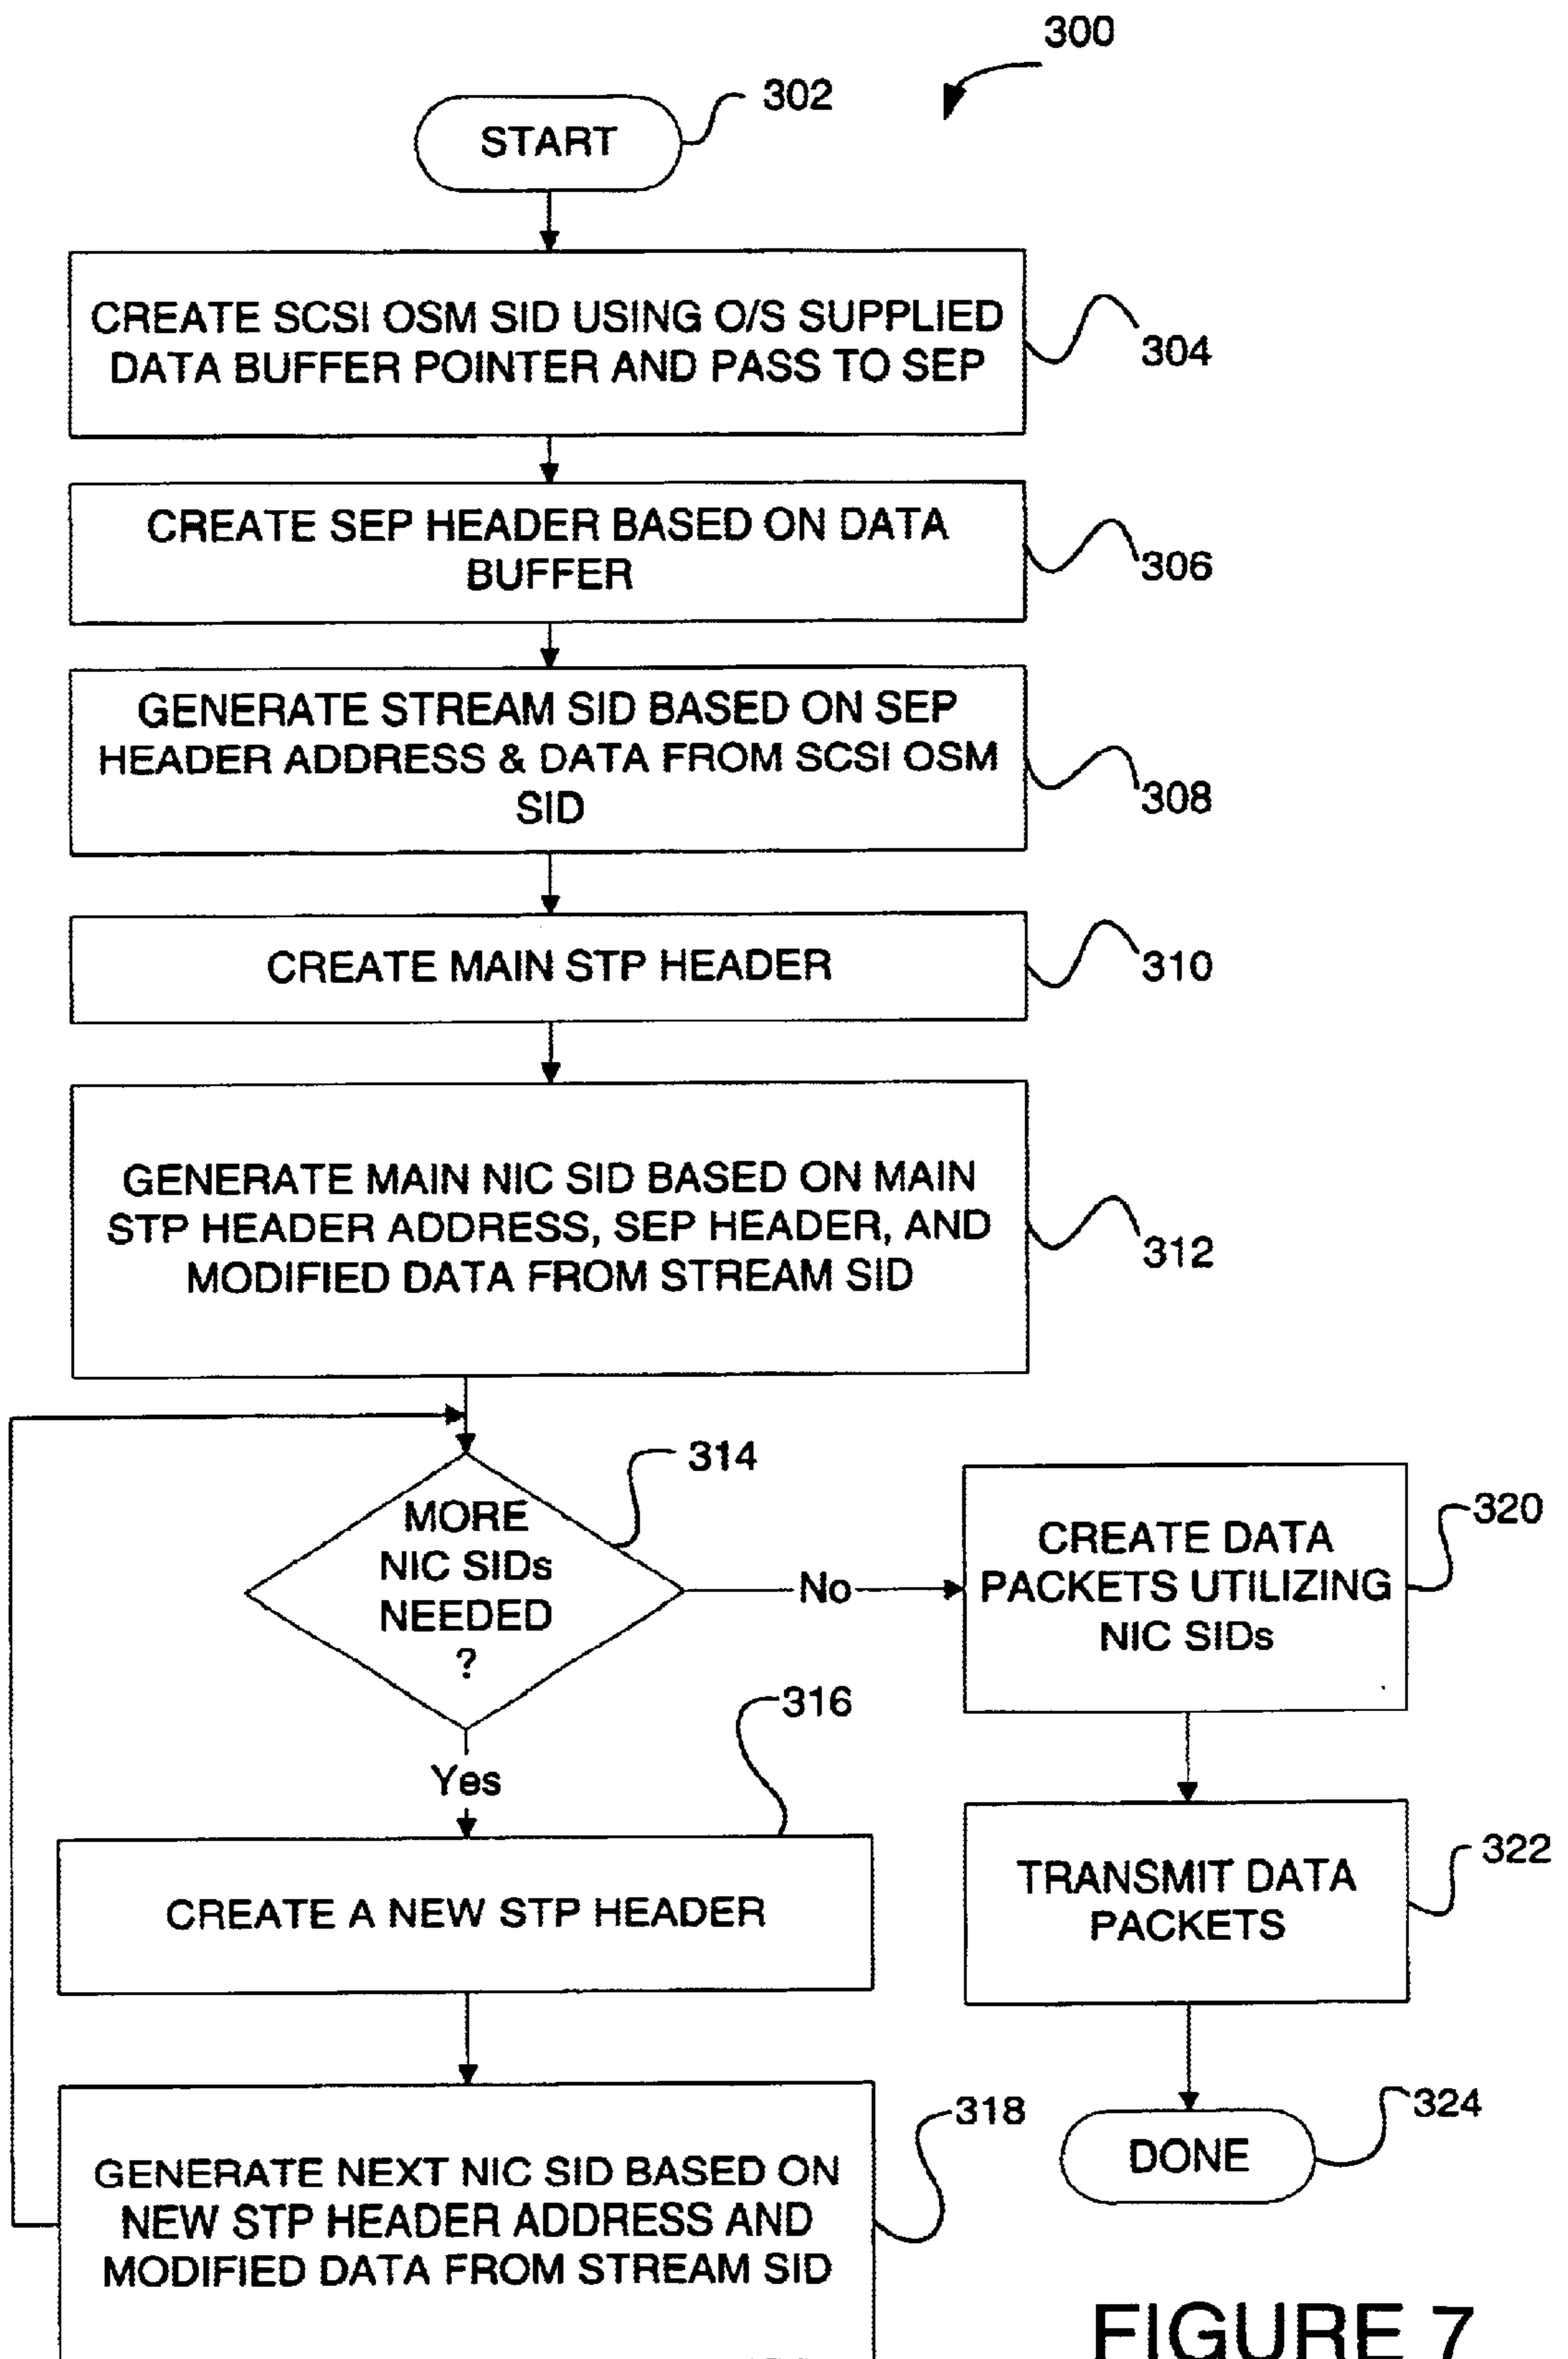 300
START
302
CREATE SCSI OSM SID USING O/S SUPPLIED
DATA BUFFER POINTER AND PASS TO SEP
304
CREATE SEP HEADER BASED ON DATA
BUFFER
306
GENERATE STREAM SID BASED ON SEP
HEADER ADDRESS & DATA FROM SCSI OSM
SID
308
CREATE MAIN STP HEADER
310
GENERATE MAIN NIC SID BASED ON MAIN
STP HEADER ADDRESS, SEP HEADER, AND
MODIFIED DATA FROM STREAM SID
312
MORE
NIC SIDs
NEEDED
?
314
No
CREATE DATA
PACKETS UTILIZING
NIC SIDs
320
Yes
316
CREATE A NEW STP HEADER
TRANSMIT DATA
PACKETS
322
GENERATE NEXT NIC SID BASED ON
NEW STP HEADER ADDRESS AND
MODIFIED DATA FROM STREAM SID
318
DONE
324
FIGURE 7